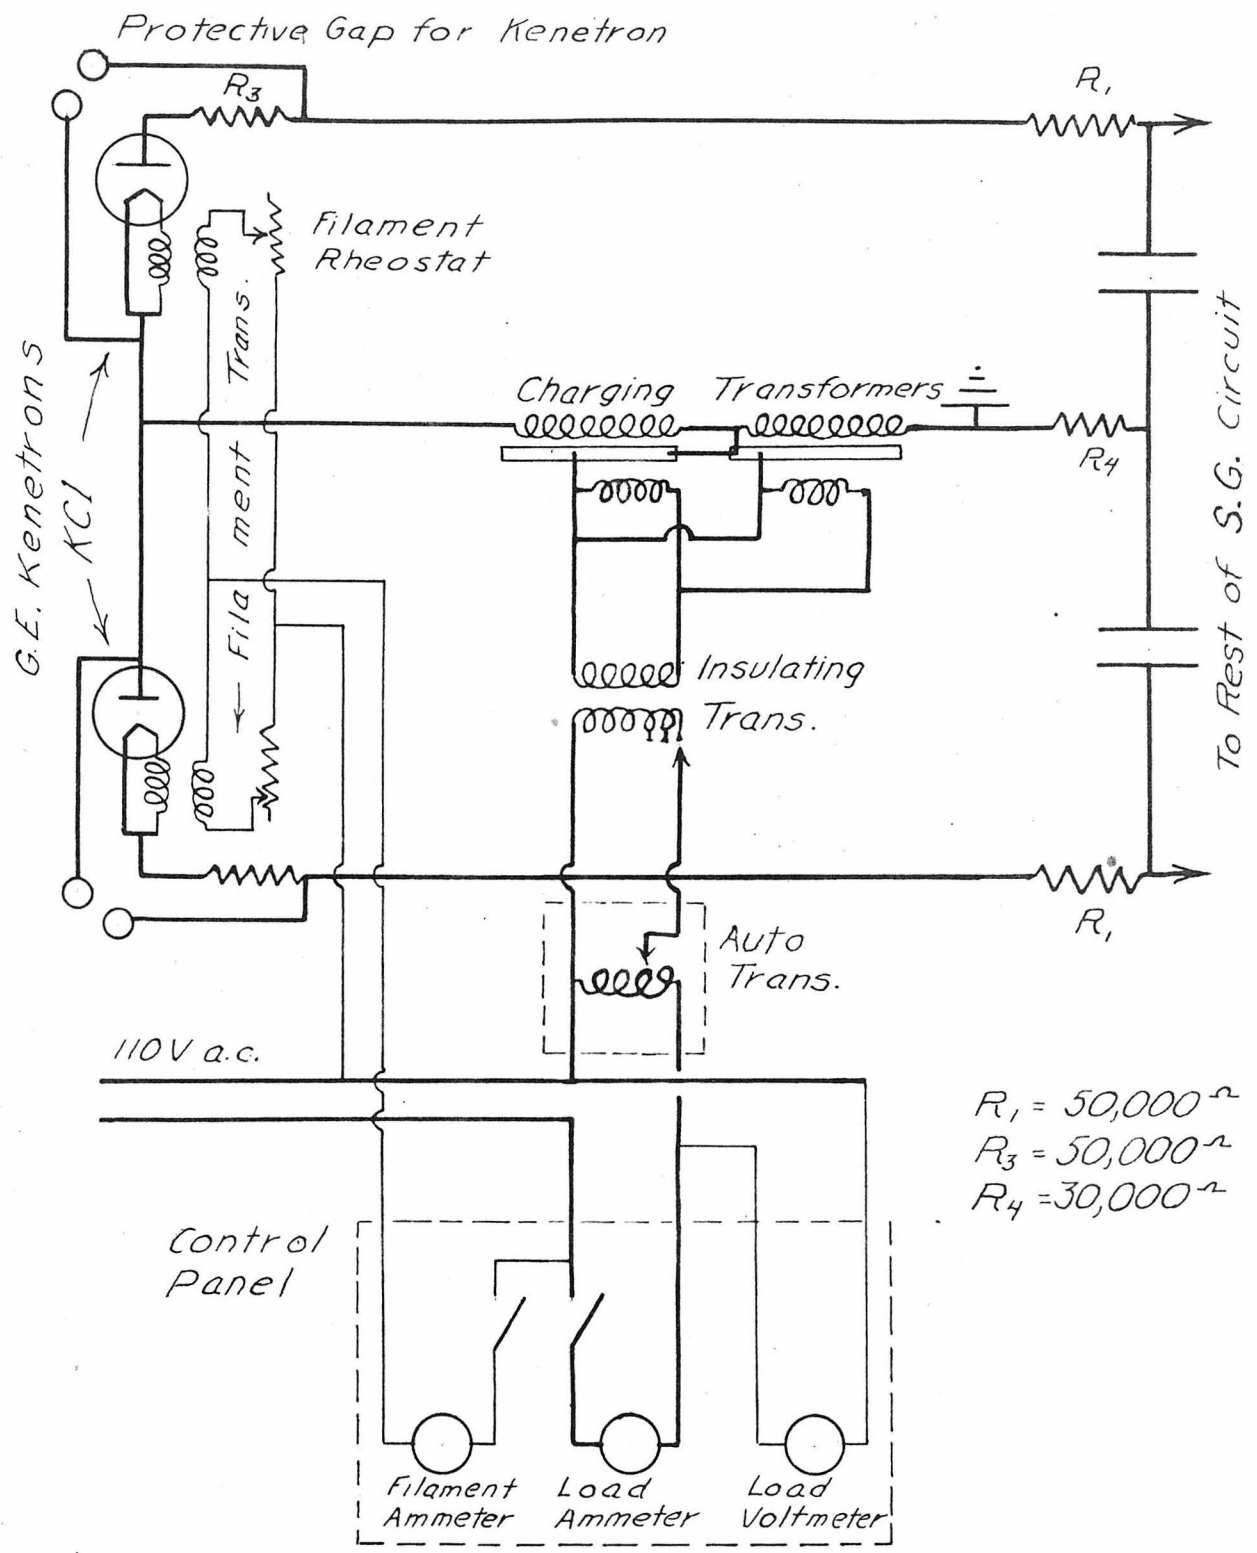 Protective Gap for Kenetron
R3
R1
Filament
Rheostat
G.E. Kenetrons
KC1
Filament Trans.
Charging Transformers
R4
To Rest of S.G. Circuit
Insulating
Trans.
R1
Auto
Trans.
110V a.c.
R1 = 50,000Ω
R3 = 50,000Ω
R4 = 30,000Ω
Control
Panel
Filament
Ammeter
Load
Ammeter
Load
Voltmeter